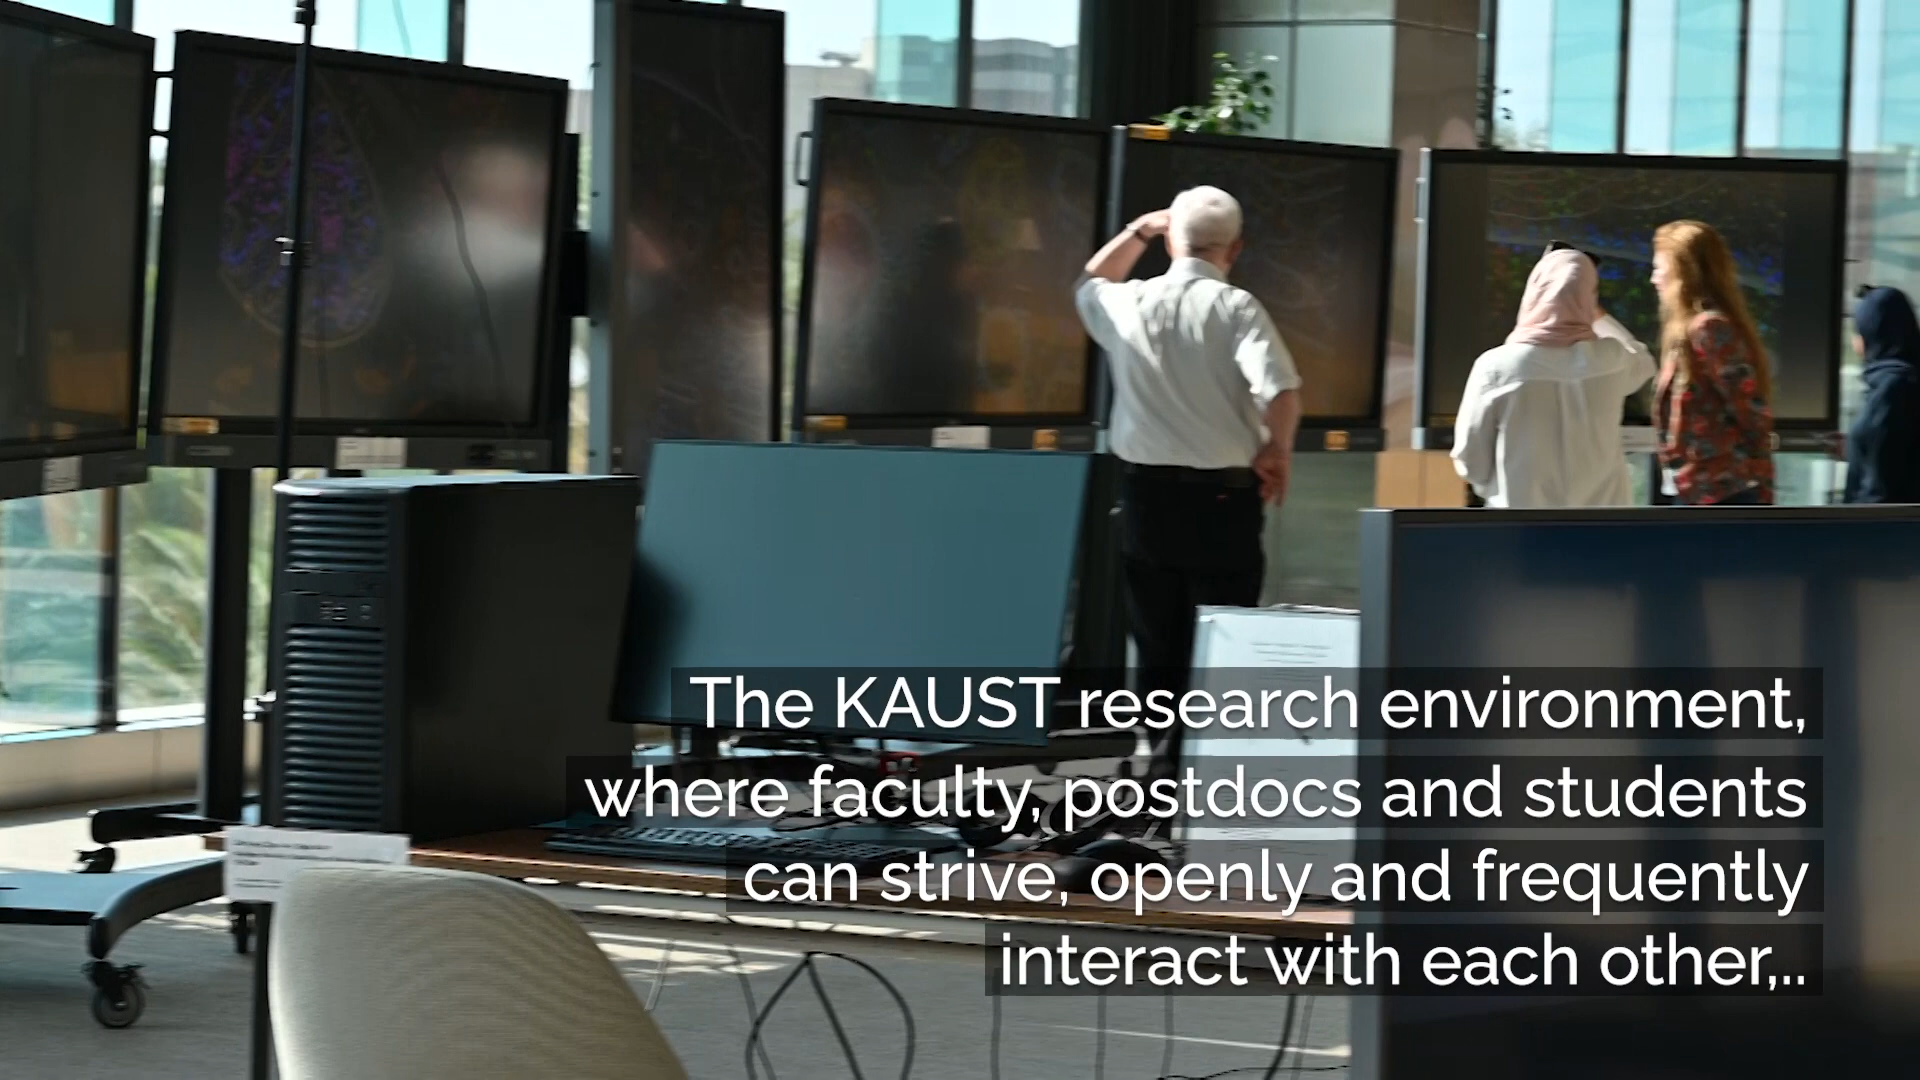 The KAUST research environment,
where faculty, postdocs and students
can strive, openly and frequently
interact with each other,..